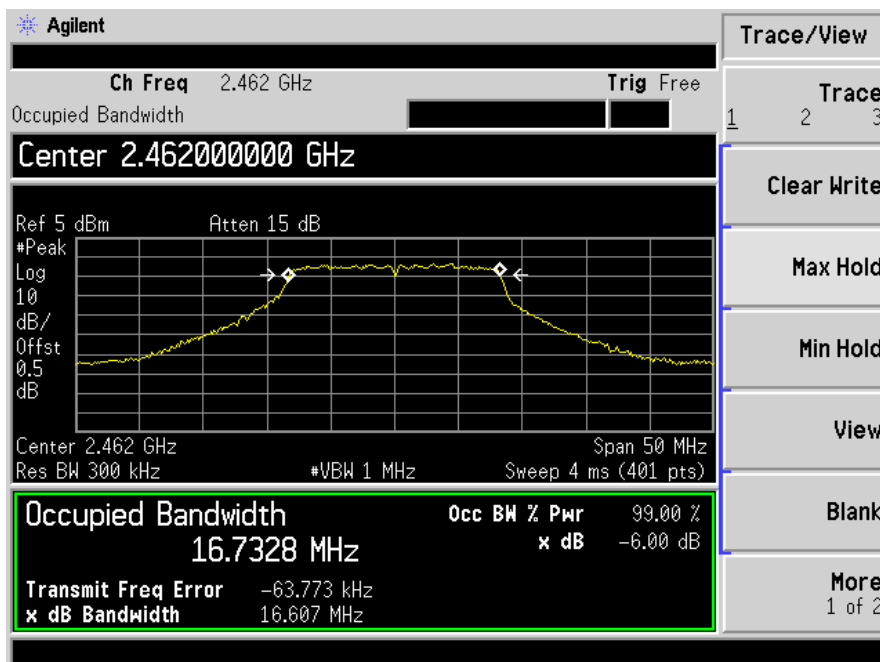 Agilent
Trace/View
Ch Freq 2.462 GHz Trig Free
Occupied Bandwidth
Trace
1 2 3
Center 2.462000000 GHz
Clear Write
Ref 5 dBm Atten 15 dB
#Peak
Log
10
dB/
Offst
0.5
dB
Max Hold
Min Hold
Center 2.462 GHz Span 50 MHz
Res BW 300 kHz #VBW 1 MHz Sweep 4 ms (401 pts)
View
Occupied Bandwidth
16.7328 MHz
Occ BW % Pwr 99.00 %
x dB -6.00 dB
Transmit Freq Error -63.773 kHz
x dB Bandwidth 16.607 MHz
Blank
More
1 of 2